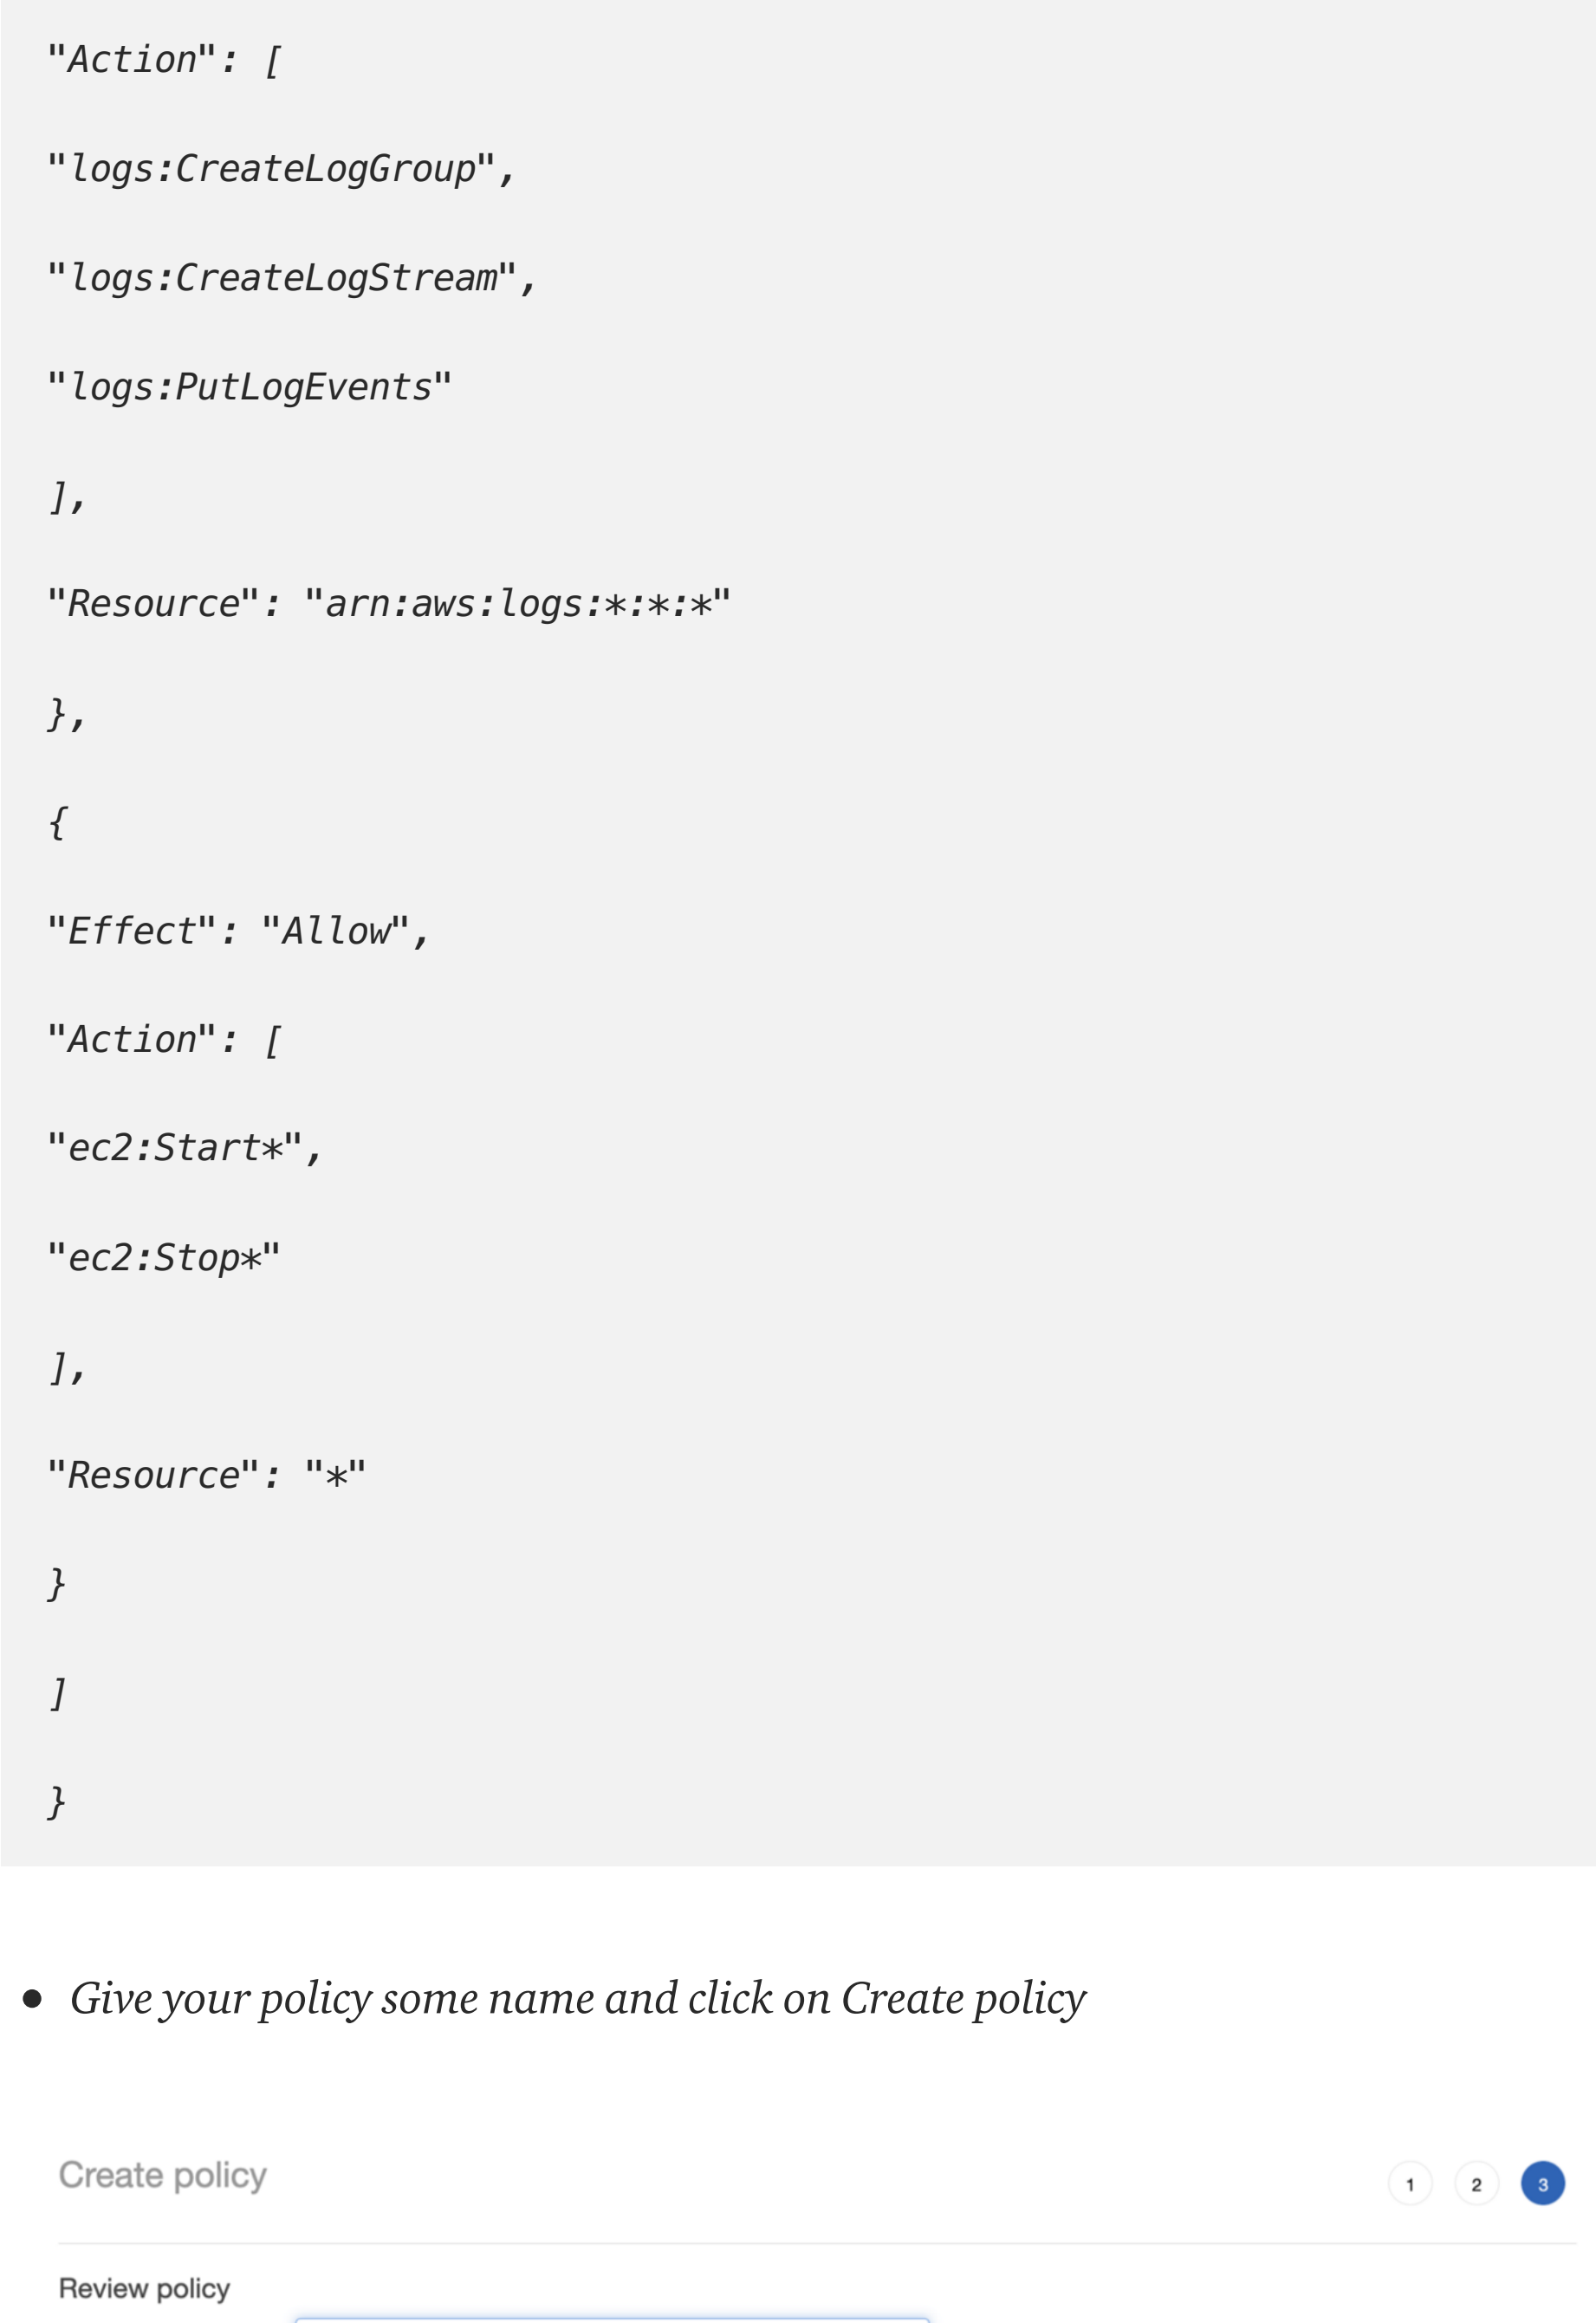 "Action": [
"logs:CreateLogGroup",
"logs:CreateLogStream",
"logs:PutLogEvents"
],
"Resource": "arn:aws:logs:*:*:*"
},
{
"Effect": "Allow",
"Action": [
"ec2:Start*",
"ec2:Stop*"
],
"Resource": "*"
}
]
}
• Give your policy some name and click on Create policy
Create policy 1 2 3
Review policy